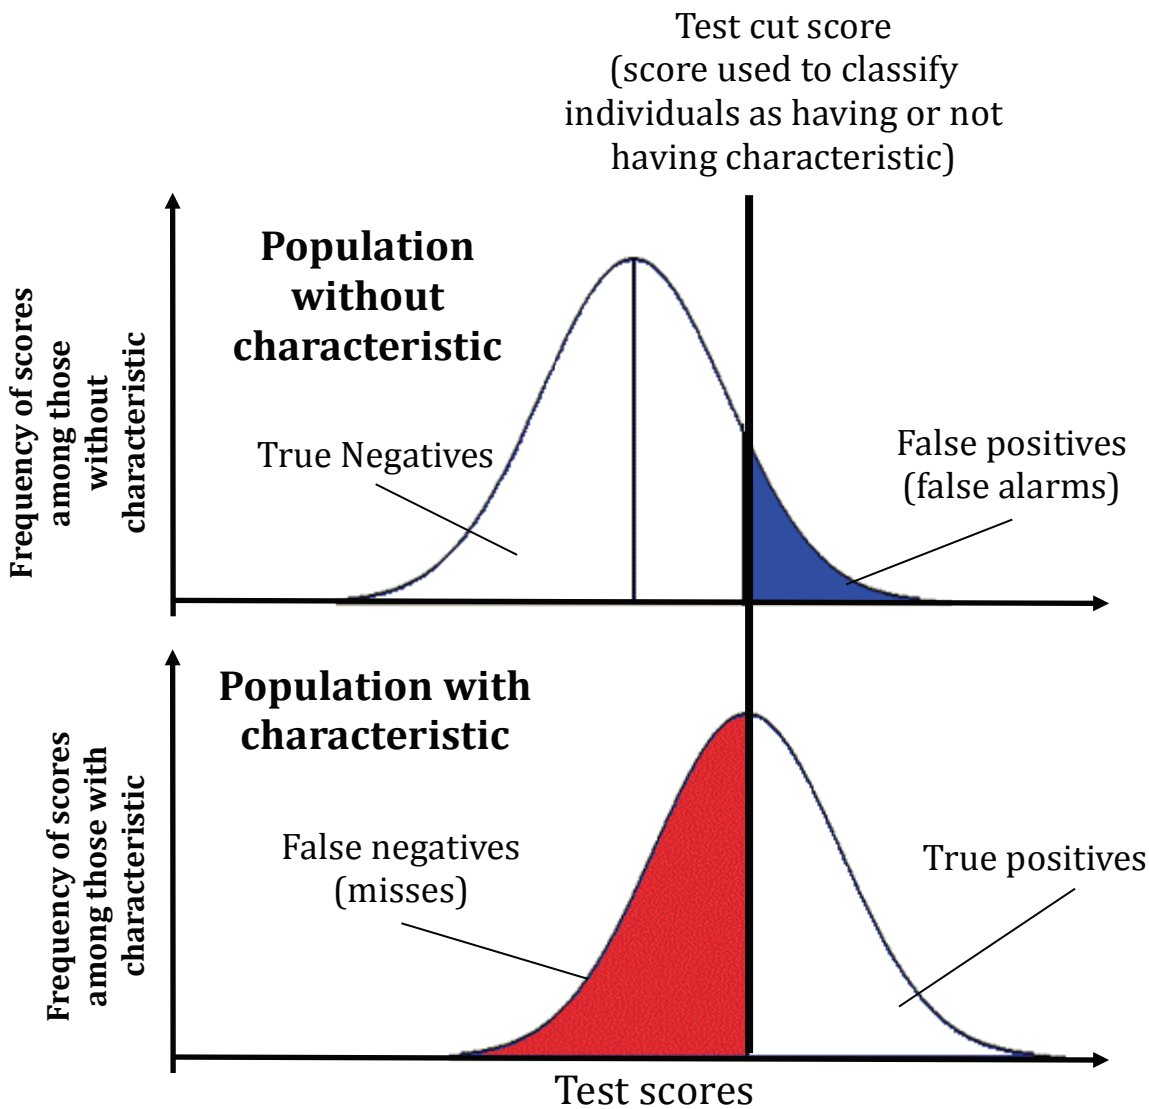 Test cut score
(score used to classify
individuals as having or not
having characteristic)
Population
without
characteristic
Frequency of scores
among those
without
characteristic
True Negatives
False positives
(false alarms)
Population with
characteristic
Frequency of scores
among those with
characteristic
False negatives
(misses)
True positives
Test scores